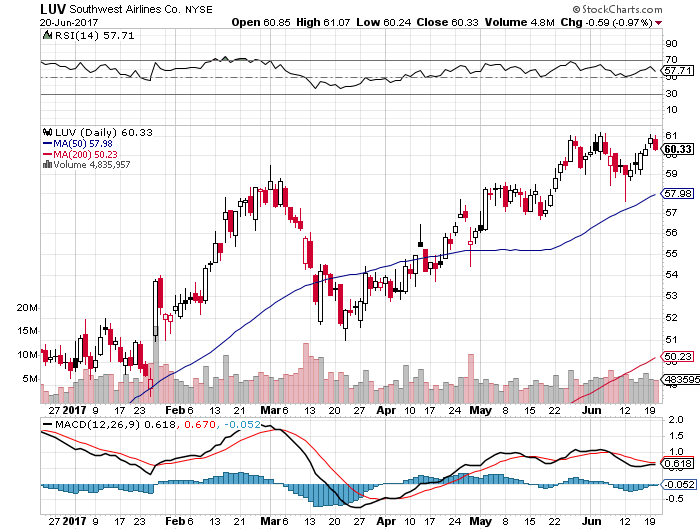 LUV Southwest Airlines Co. NYSE
© StockCharts.com
20-Jun-2017 Open 60.85 High 61.07 Low 60.24 Close 60.33 Volume 4.8M Chg -0.59 (-0.97%)
RSI(14) 57.71
90
70
57.71
50
30
10
LUV (Daily) 60.33
MA(50) 57.98
MA(200) 50.23
Volume 4,835,957
61
60.33
59
57.98
57
56
55
54
53
52
51
50.23
49
4835957
20M
15M
10M
5M
27 2017 9 17 23 Feb 6 13 21 Mar 6 13 20 27 Apr 10 17 24 May 8 15 22 Jun 12 19
MACD(12,26,9) 0.618, 0.670, -0.052
2.0
1.5
1.0
0.618
-0.052
-0.5
27 2017 9 17 23 Feb 6 13 21 Mar 6 13 20 27 Apr 10 17 24 May 8 15 22 Jun 12 19